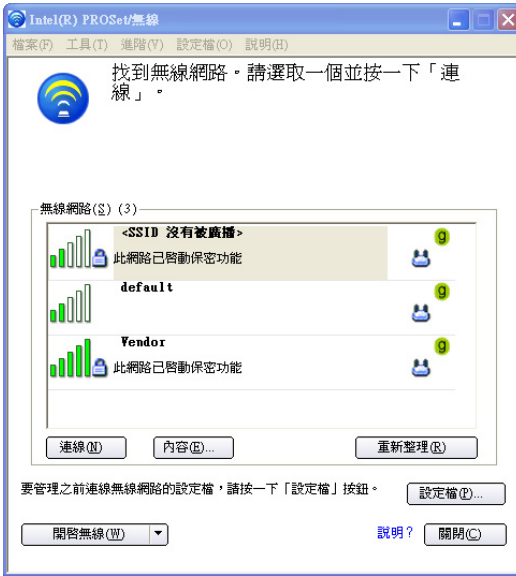 Intel(R) PROSet/無線
檔案(F) 工具(T) 進階(V) 設定檔(O) 說明(H)
找到無線網路。請選取一個並按一下「連
線」。
無線網路(S) (3)
<SSID 沒有被廣播>
g
此網路已啓動保密功能
default
g
Vendor
g
此網路已啓動保密功能
連線(N) 內容(E)... 重新整理(R)
要管理之前連線無線網路的設定檔，請按一下「設定檔」按鈕。
設定檔(P)...
開啓無線(W) 說明? 關閉(C)